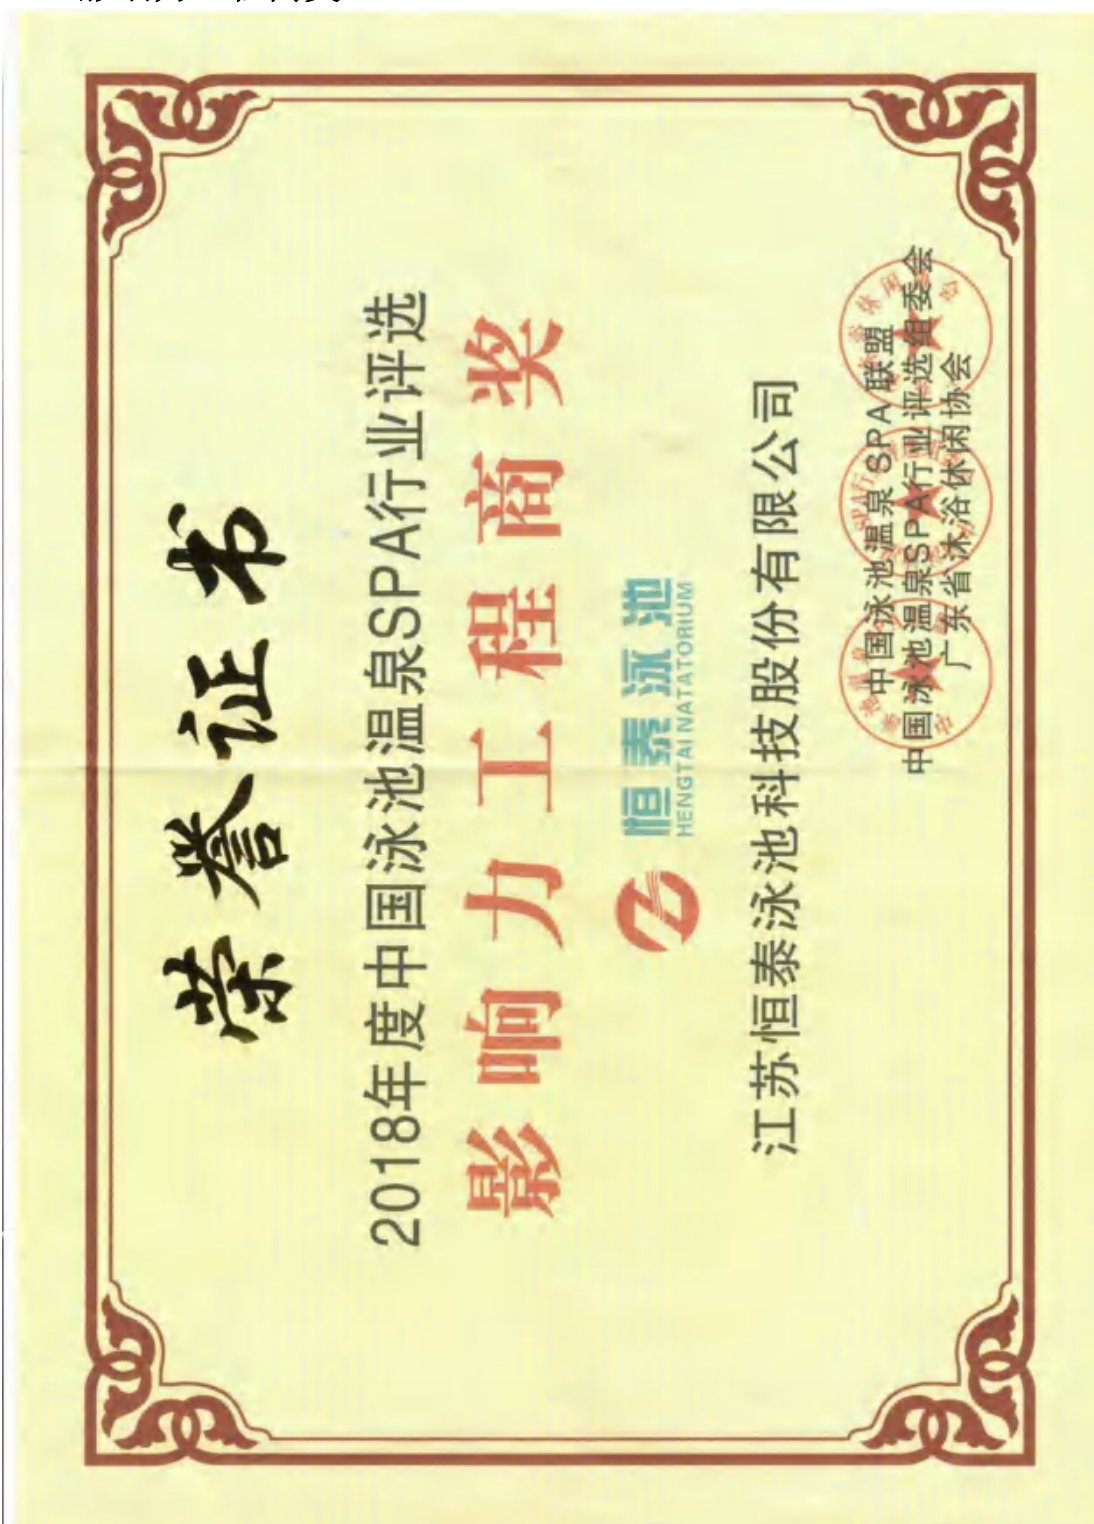 荣誉证书
2018年度中国泳池温泉SPA行业评选
影响力工程商奖
恒泰泳池
HENGTAI NATATORIUM
江苏恒泰泳池科技股份有限公司
中国泳池温泉SPA联盟
中国泳池温泉SPA行业评选组委会
广东省沐浴休闲协会